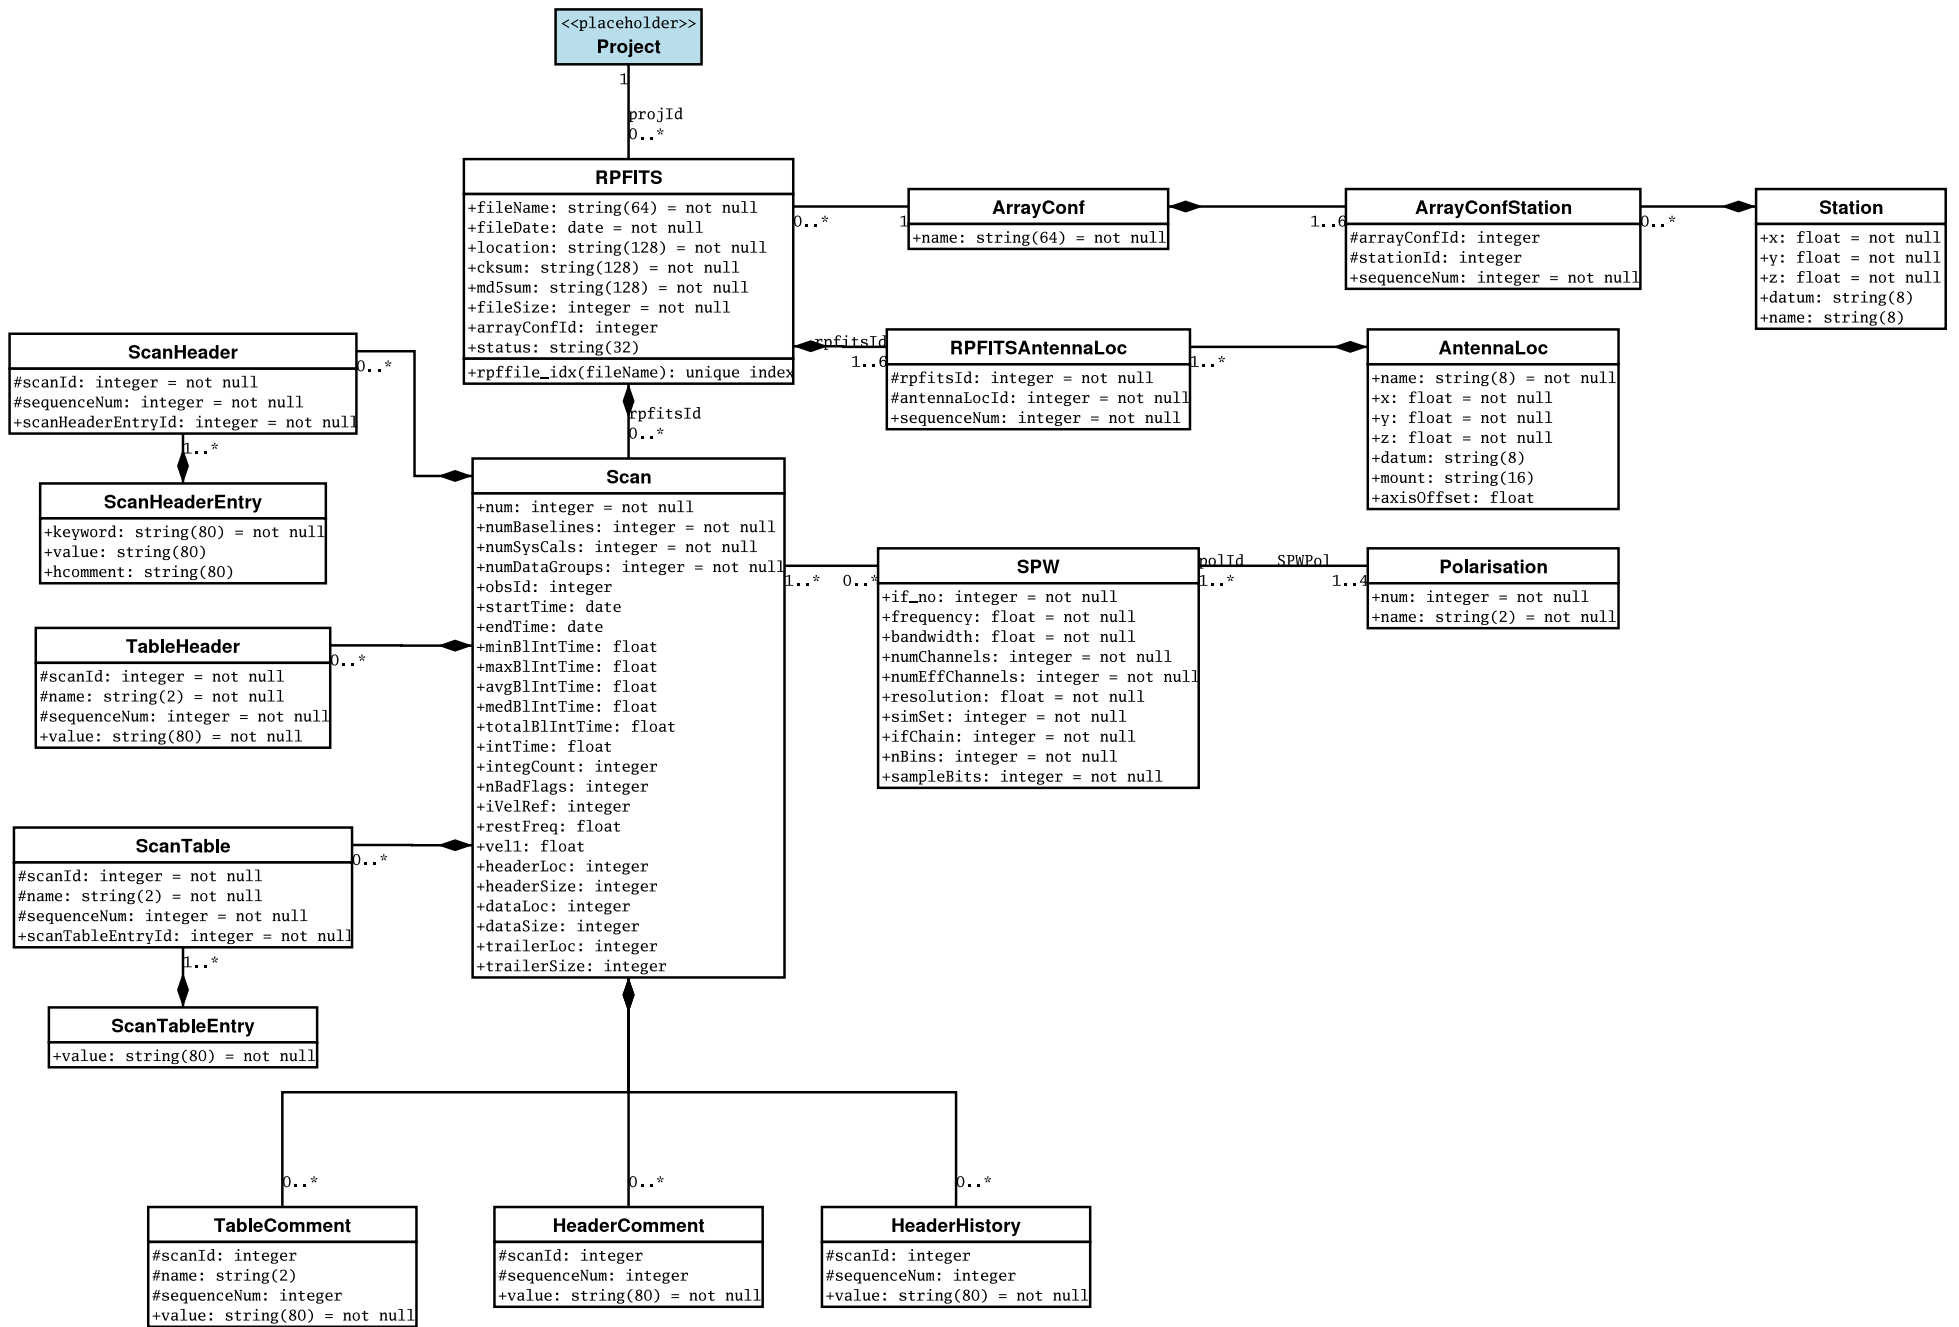 <<placeholder>>
Project
1
projId
0..*
RPFITS
+fileName: string(64) = not null
+fileDate: date = not null
+location: string(128) = not null
+cksum: string(128) = not null
+md5sum: string(128) = not null
+fileSize: integer = not null
+arrayConfId: integer
+status: string(32)
+rpffile_idx(fileName): unique index
0..*
1
ArrayConf
+name: string(64) = not null
1..6
ArrayConfStation
#arrayConfId: integer
#stationId: integer
+sequenceNum: integer = not null
0..*
Station
+x: float = not null
+y: float = not null
+z: float = not null
+datum: string(8)
+name: string(8)
rpfitsId
1..6
RPFITSAntennaLoc
#rpfitsId: integer = not null
#antennaLocId: integer = not null
+sequenceNum: integer = not null
1..*
AntennaLoc
+name: string(8) = not null
+x: float = not null
+y: float = not null
+z: float = not null
+datum: string(8)
+mount: string(16)
+axisOffset: float
ScanHeader
#scanId: integer = not null
#sequenceNum: integer = not null
+scanHeaderEntryId: integer = not null
0..*
1..*
ScanHeaderEntry
+keyword: string(80) = not null
+value: string(80)
+hcomment: string(80)
rpfitsId
0..*
Scan
+num: integer = not null
+numBaselines: integer = not null
+numSysCals: integer = not null
+numDataGroups: integer = not null
+obsId: integer
+startTime: date
+endTime: date
+minBlIntTime: float
+maxBlIntTime: float
+avgBlIntTime: float
+medBlIntTime: float
+totalBlIntTime: float
+intTime: float
+integCount: integer
+nBadFlags: integer
+iVelRef: integer
+restFreq: float
+vel1: float
+headerLoc: integer
+headerSize: integer
+dataLoc: integer
+dataSize: integer
+trailerLoc: integer
+trailerSize: integer
1..*
0..*
SPW
+if_no: integer = not null
+frequency: float = not null
+bandwidth: float = not null
+numChannels: integer = not null
+numEffChannels: integer = not null
+resolution: float = not null
+simSet: integer = not null
+ifChain: integer = not null
+nBins: integer = not null
+sampleBits: integer = not null
polId
SPWPol
1..*
1..4
Polarisation
+num: integer = not null
+name: string(2) = not null
TableHeader
#scanId: integer = not null
#name: string(2) = not null
#sequenceNum: integer = not null
+value: string(80) = not null
0..*
ScanTable
#scanId: integer = not null
#name: string(2) = not null
#sequenceNum: integer = not null
+scanTableEntryId: integer = not null
0..*
1..*
ScanTableEntry
+value: string(80) = not null
0..*
TableComment
#scanId: integer
#name: string(2)
#sequenceNum: integer
+value: string(80) = not null
0..*
HeaderComment
#scanId: integer
#sequenceNum: integer
+value: string(80) = not null
0..*
HeaderHistory
#scanId: integer
#sequenceNum: integer
+value: string(80) = not null